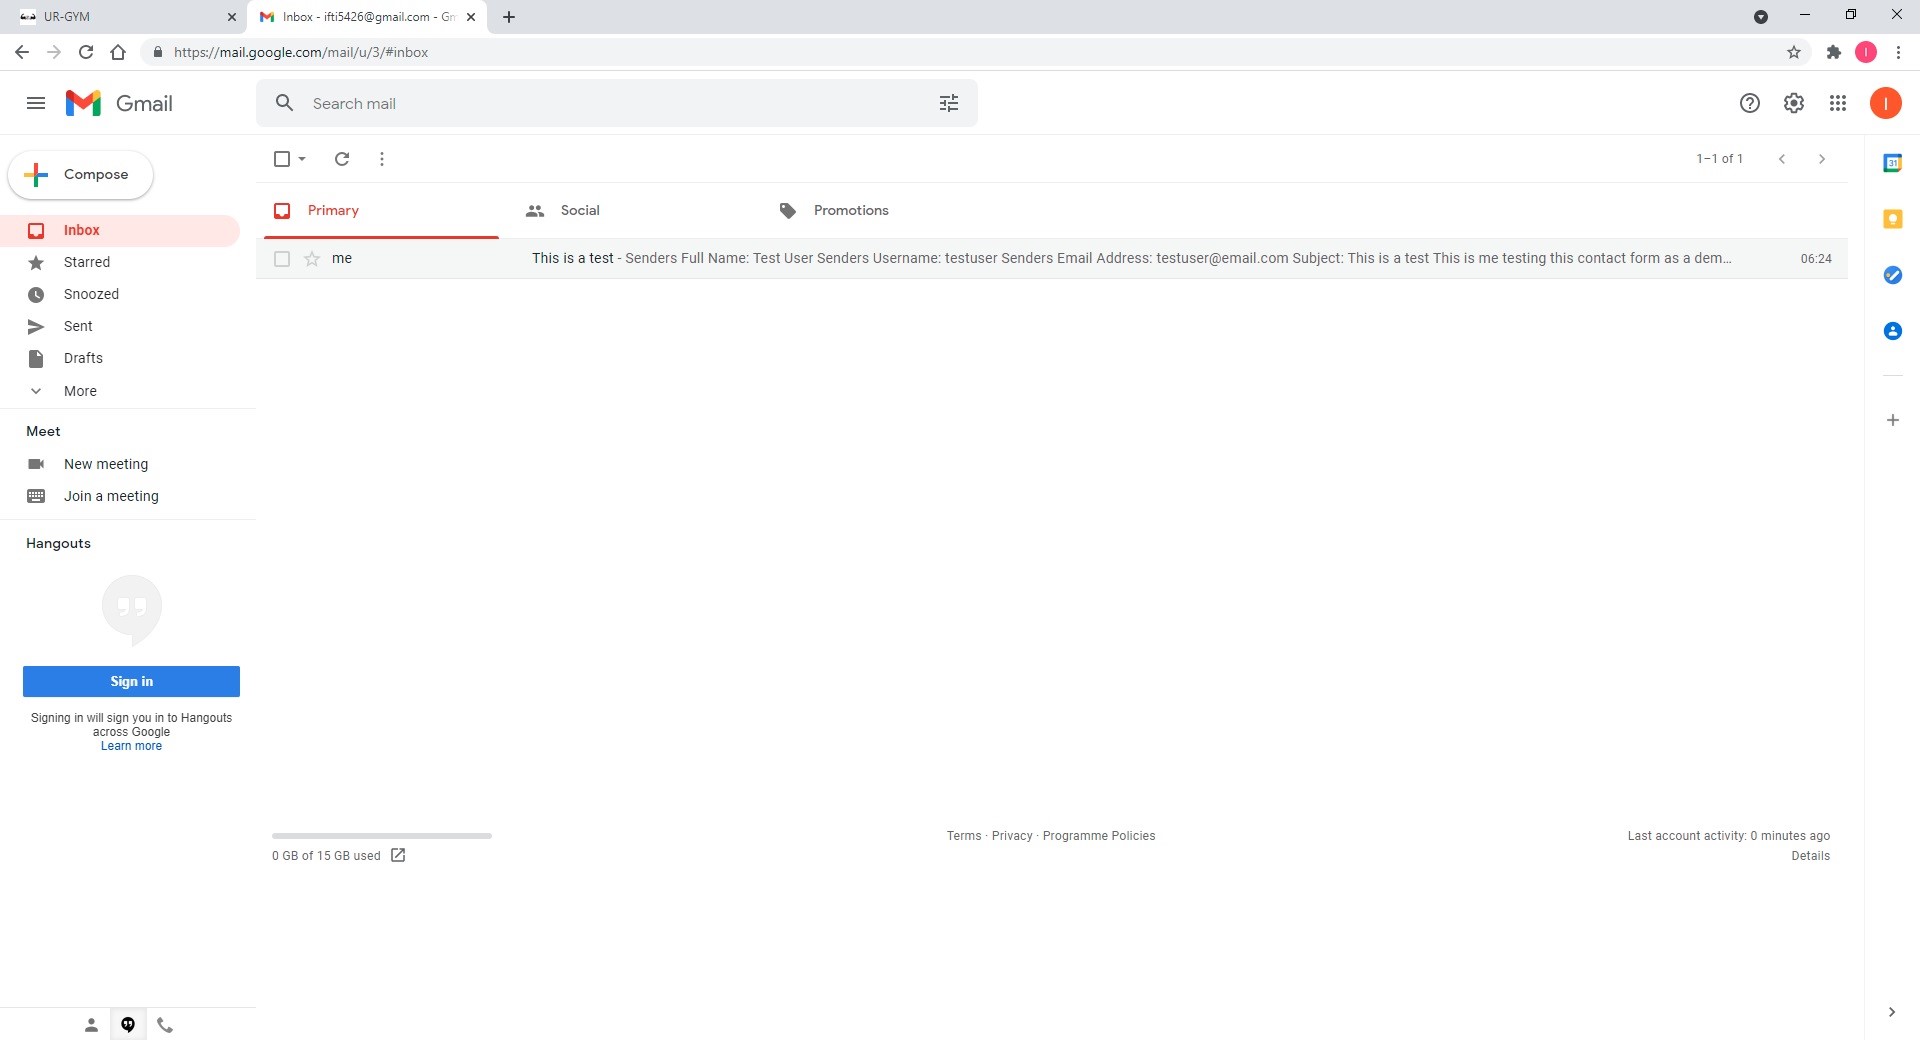 UR-GYM
Inbox - ifti5426@gmail.com - Gm
https://mail.google.com/mail/u/3/#inbox
I
Gmail
Search mail
I
Compose
1–1 of 1
31
Primary
Social
Promotions
Inbox
me
This is a test - Senders Full Name: Test User Senders Username: testuser Senders Email Address: testuser@email.com Subject: This is a test This is me testing this contact form as a dem…
06:24
Starred
Snoozed
Sent
Drafts
More
Meet
New meeting
Join a meeting
Hangouts
Sign in
Signing in will sign you in to Hangouts
across Google
Learn more
Terms · Privacy · Programme Policies
Last account activity: 0 minutes ago
0 GB of 15 GB used
Details